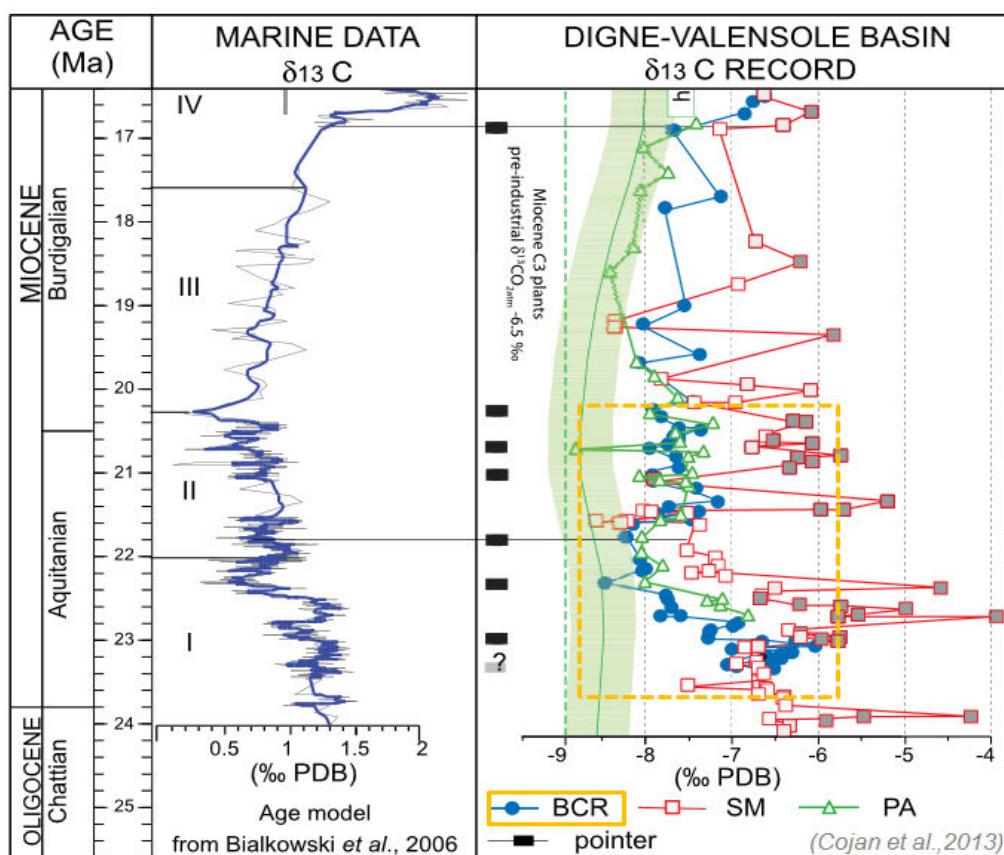 AGE
(Ma)
MARINE DATA
δ13 C
DIGNE-VALENSOLE BASIN
δ13 C RECORD
MIOCENE
Burdigalian
Aquitanian
OLIGOCENE
Chattian
17
18
19
20
21
22
23
24
25
IV
III
II
I
0.5
1
2
(‰ PDB)
Age model
from Bialkowski et al., 2006
Miocene C3 plants
pre-industrial δ¹³CO₂atm -6.5 ‰
?
h
-9
-8
-7
-6
-5
-4
(‰ PDB)
BCR
SM
PA
pointer
(Cojan et al.,2013)